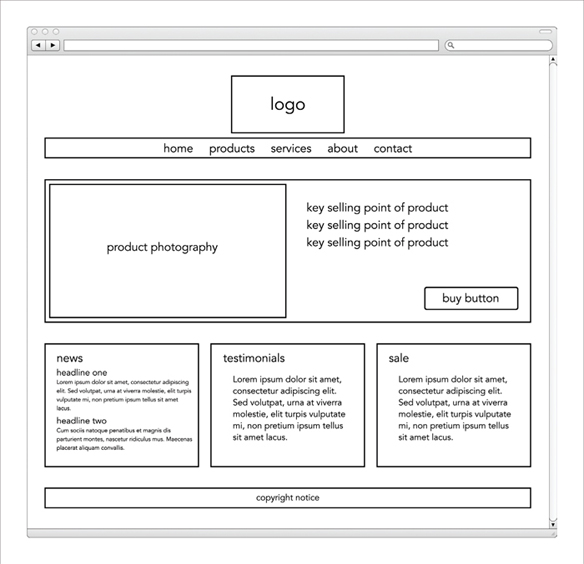 logo
home products services about contact
product photography
key selling point of product
key selling point of product
key selling point of product
buy button
news
headline one
Lorem ipsum dolor sit amet, consectetur adipiscing
elit. Sed volutpat, urna at viverra molestie, elit turpis
vulputate mi, non pretium ipsum tellus sit amet
lacus.
headline two
Cum sociis natoque penatibus et magnis dis
parturient montes, nascetur ridiculus mus. Maecenas
placerat aliquam convallis.
testimonials
Lorem ipsum dolor sit amet,
consectetur adipiscing elit.
Sed volutpat, urna at viverra
molestie, elit turpis vulputate
mi, non pretium ipsum tellus
sit amet lacus.
sale
Lorem ipsum dolor sit amet,
consectetur adipiscing elit.
Sed volutpat, urna at viverra
molestie, elit turpis vulputate
mi, non pretium ipsum tellus
sit amet lacus.
copyright notice